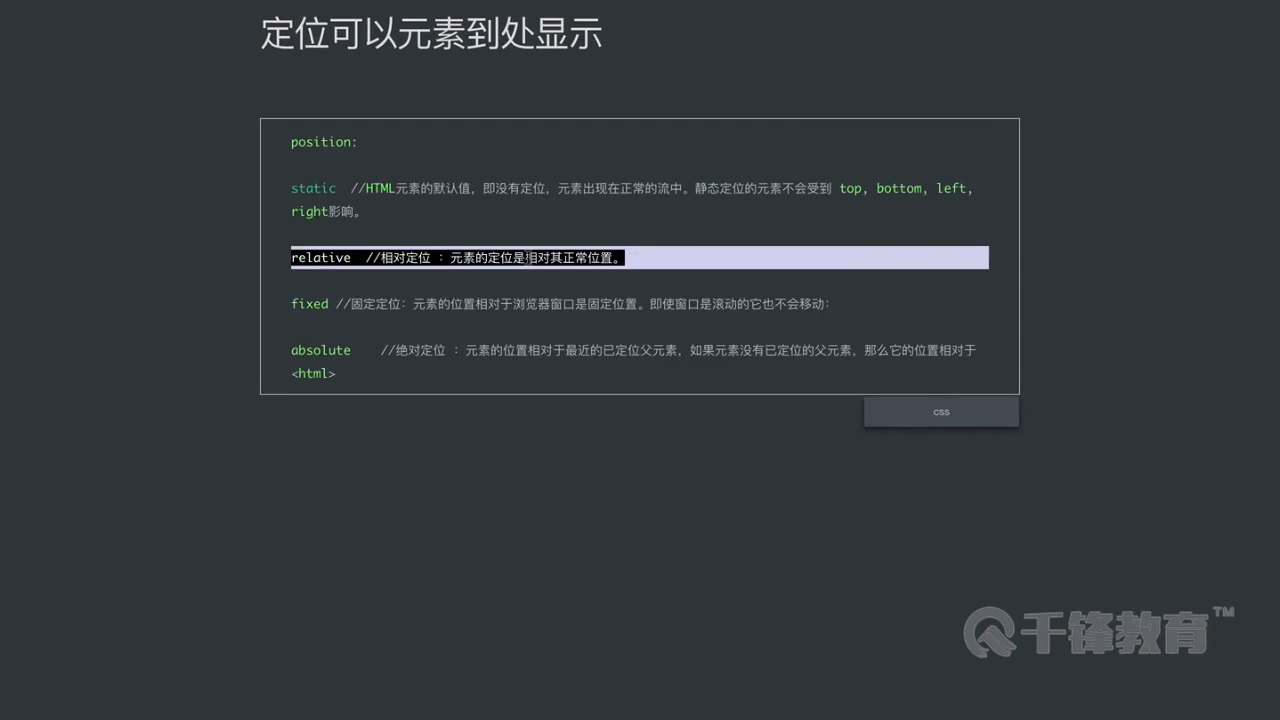 定位可以元素到处显示
position:
static  //HTML元素的默认值，即没有定位，元素出现在正常的流中。静态定位的元素不会受到 top, bottom, left,
right影响。
relative  //相对定位 ：元素的定位是相对其正常位置。
fixed //固定定位：元素的位置相对于浏览器窗口是固定位置。即使窗口是滚动的它也不会移动：
absolute    //绝对定位 ：元素的位置相对于最近的已定位父元素，如果元素没有已定位的父元素，那么它的位置相对于
<html>
css
千锋教育™